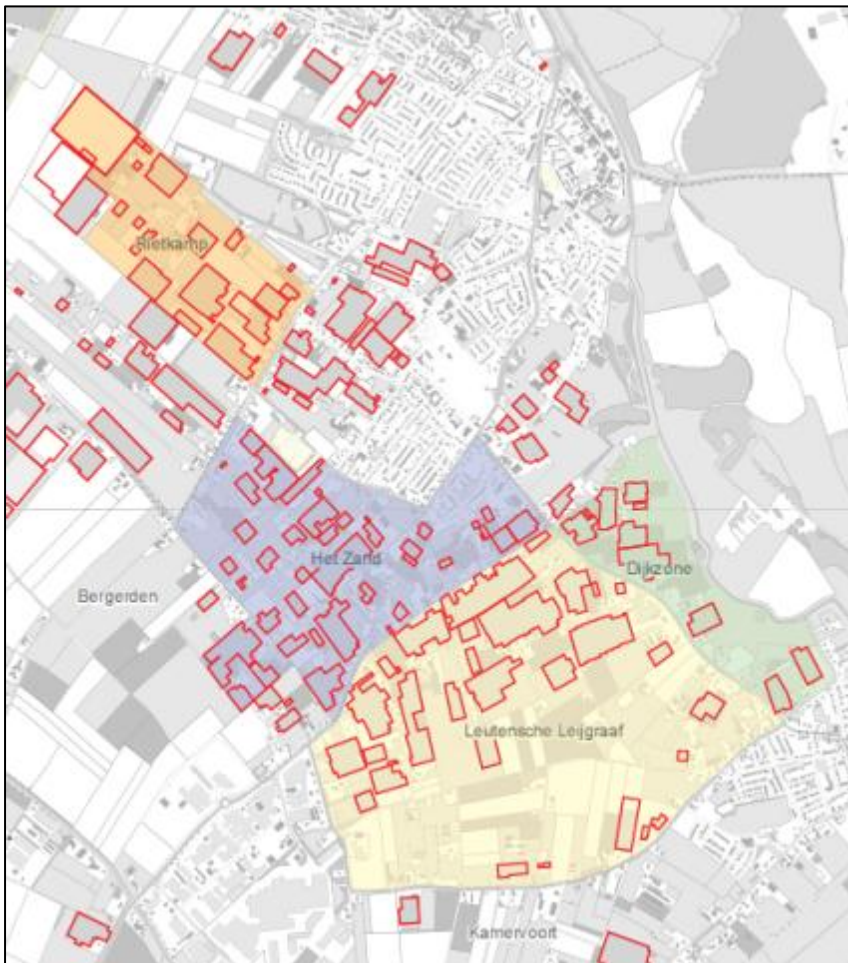 Rietkamp
Het Zand
Dijkzone
Bergerden
Leutensche Leijgraaf
Kamervoort